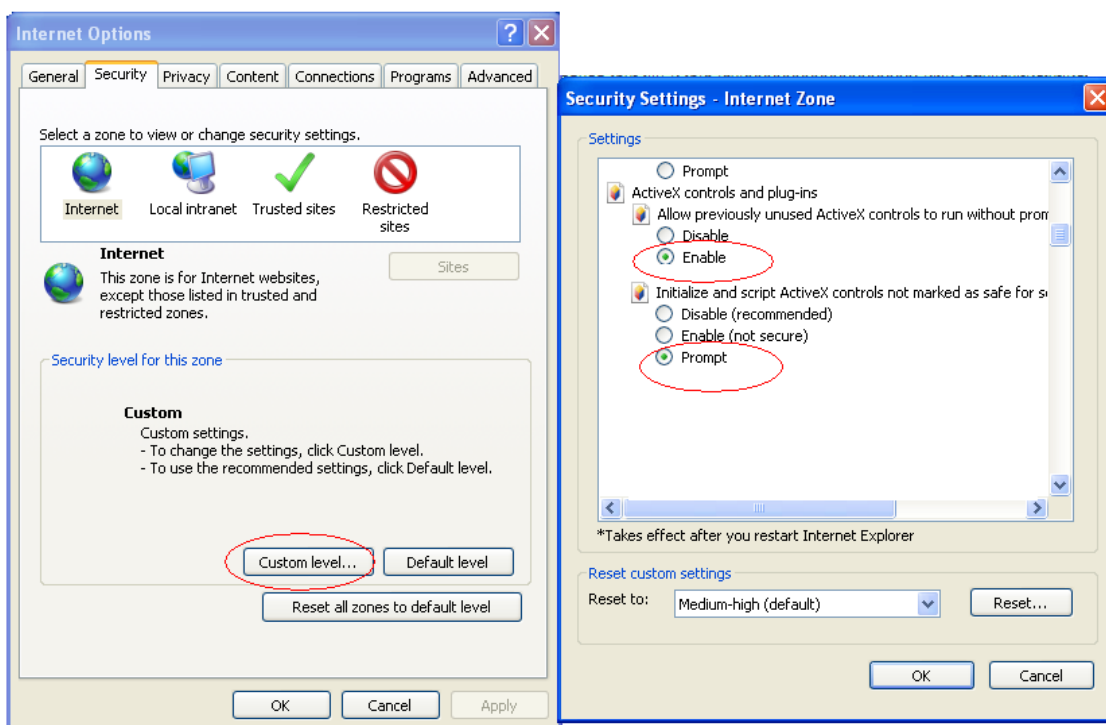 Internet Options
General Security Privacy Content Connections Programs Advanced
Select a zone to view or change security settings.
Internet Local intranet Trusted sites Restricted
sites
Internet
This zone is for Internet websites,
except those listed in trusted and
restricted zones.
Sites
Security level for this zone
Custom
Custom settings.
- To change the settings, click Custom level.
- To use the recommended settings, click Default level.
Custom level... Default level
Reset all zones to default level
OK Cancel Apply
Security Settings - Internet Zone
Settings
Prompt
ActiveX controls and plug-ins
Allow previously unused ActiveX controls to run without prom
Disable
Enable
Initialize and script ActiveX controls not marked as safe for s
Disable (recommended)
Enable (not secure)
Prompt
*Takes effect after you restart Internet Explorer
Reset custom settings
Reset to: Medium-high (default) Reset...
OK Cancel